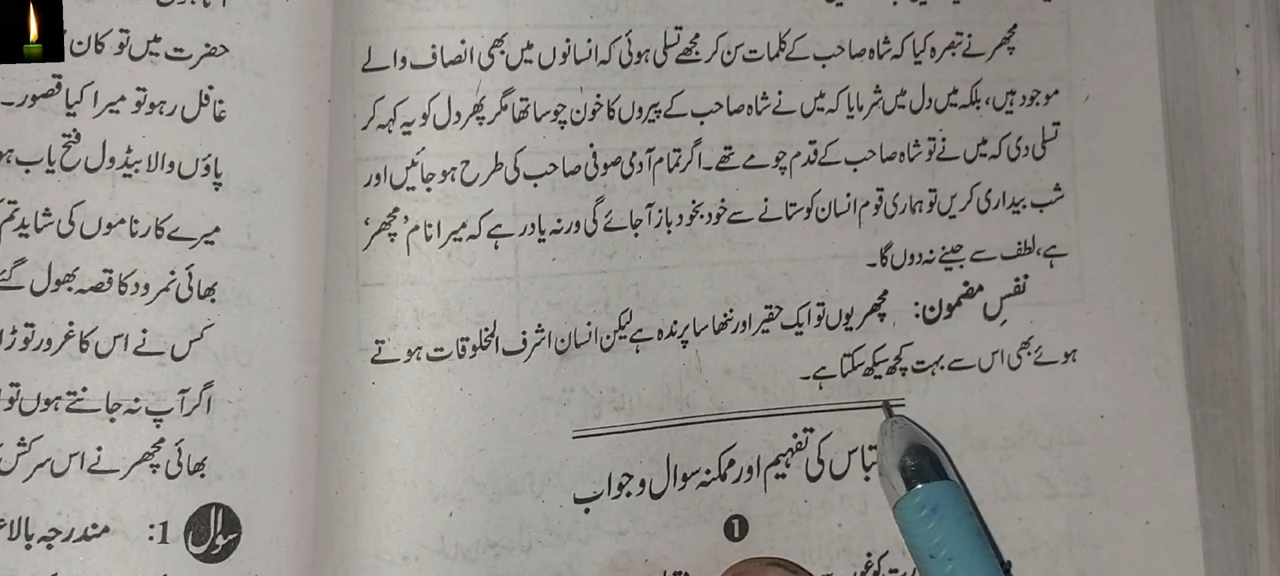 مچھر نے تبصرہ کیا کہ شاہ صاحب کے کلمات سن کر مجھے تسلی ہوئی کہ انسانوں میں بھی انصاف والے
موجود ہیں، بلکہ میں دل میں شرمایا کہ میں نے شاہ صاحب کے پیروں کا خون چوسا تھا مگر پھر دل کو یہ کہہ کر
تسلی دی کہ میں نے تو شاہ صاحب کے قدم چومے تھے۔ اگر تمام آدمی صوفی صاحب کی طرح ہو جائیں اور
شب بیداری کریں تو ہماری قوم انسان کو ستانے سے خود بخود باز آجائے گی ورنہ یاد رہے کہ میرا نام ’مچھر‘
ہے، لطف سے جینے نہ دوں گا۔
نفسِ مضمون: مچھر یوں تو ایک حقیر اور ننھا سا پرندہ ہے لیکن انسان اشرف المخلوقات ہوتے
ہوئے بھی اس سے بہت کچھ سیکھ سکتا ہے۔
تباس کی تفہیم اور ممکنہ سوال و جواب
1
حضرت میں تو کان
غافل رہو تو میرا کیا قصور۔
پاؤں والا بیڈول فتح یاب
میرے کارناموں کی شاید تم
بھائی نمرود کا قصہ بھول گئے
کس نے اس کا غرور توڑا
اگر آپ نہ جانتے ہوں تو
بھائی مچھر نے اس سرکش
سوال 1: مندرجہ بالا